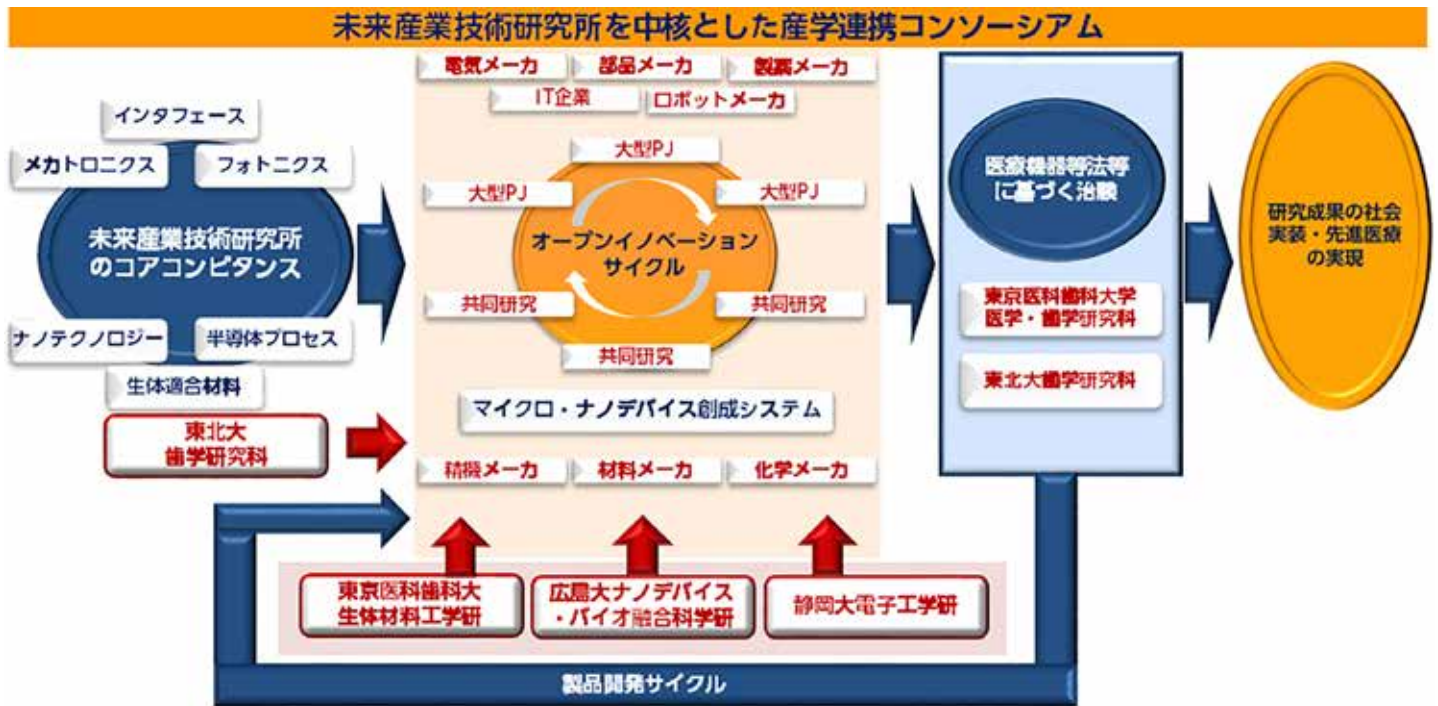 未来産業技術研究所を中核とした産学連携コンソーシアム
インタフェース
メカトロニクス
フォトニクス
未来産業技術研究所
のコアコンピタンス
ナノテクノロジー
半導体プロセス
生体適合材料
東北大
歯学研究科
電気メーカ
部品メーカ
製薬メーカ
IT企業
ロボットメーカ
大型PJ
大型PJ
大型PJ
オープンイノベーション
サイクル
共同研究
共同研究
共同研究
マイクロ・ナノデバイス創成システム
精機メーカ
材料メーカ
化学メーカ
東京医科歯科大
生体材料工学研
広島大ナノデバイス
・バイオ融合科学研
静岡大電子工学研
医療機器等法等
に基づく治験
東京医科歯科大学
医学・歯学研究科
東北大歯学研究科
研究成果の社会
実装・先進医療
の実現
製品開発サイクル